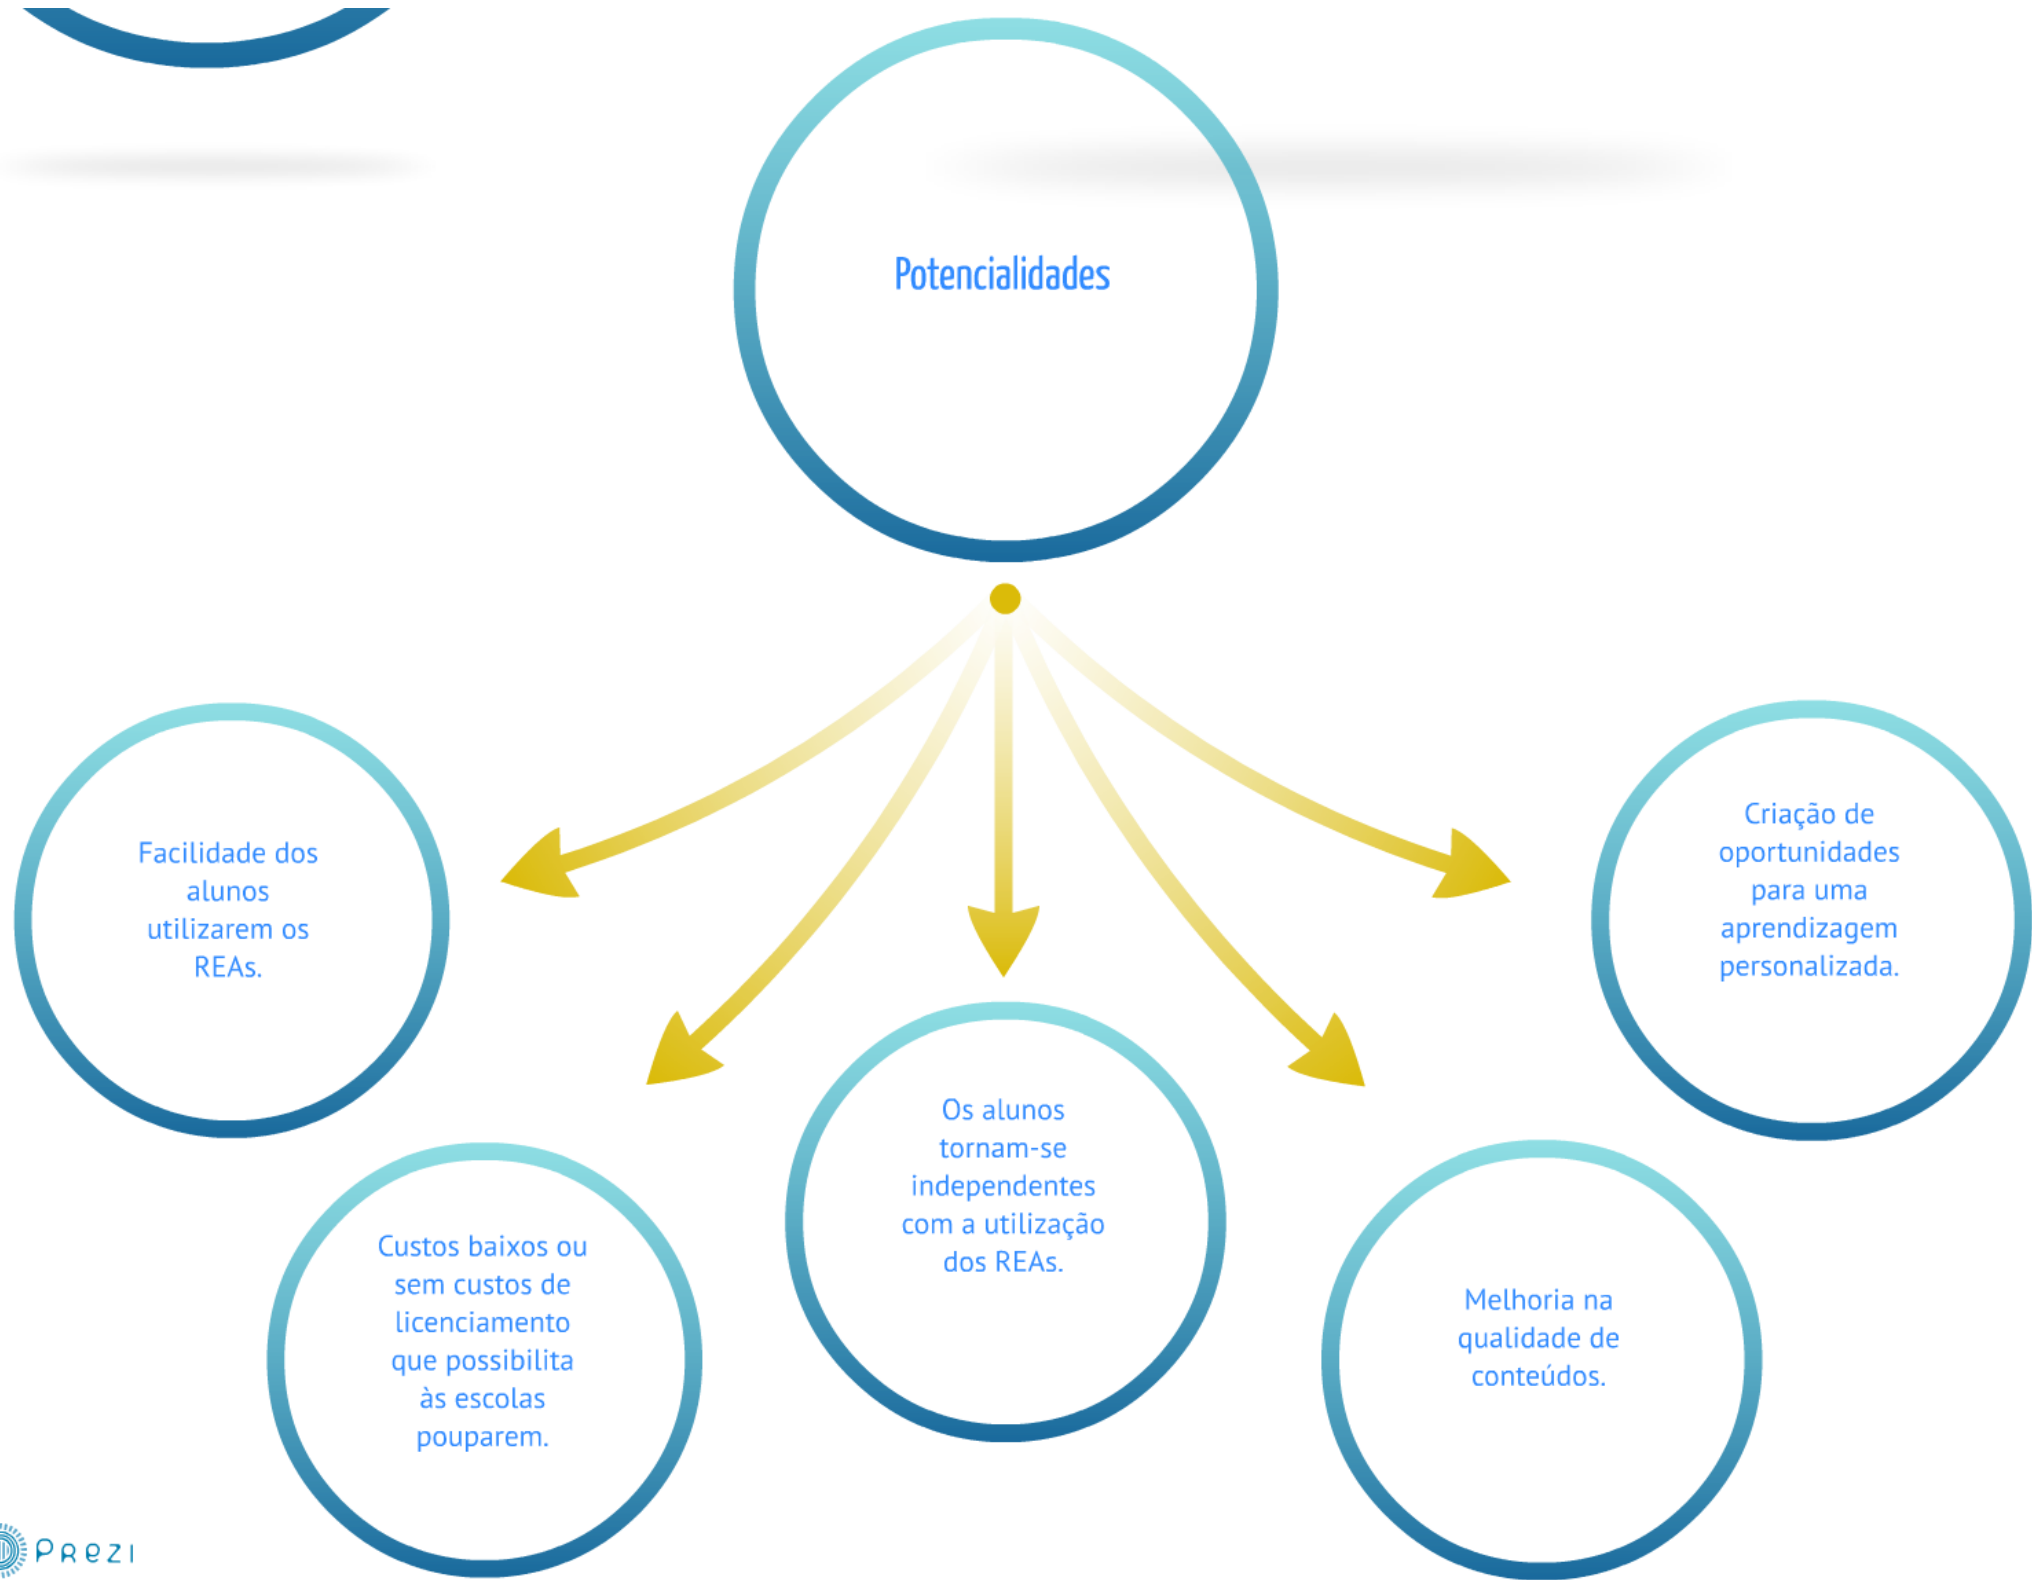 Potencialidades
Facilidade dos
alunos
utilizarem os
REAs.
Custos baixos ou
sem custos de
licenciamento
que possibilita
às escolas
pouparem.
Os alunos
tornam-se
independentes
com a utilização
dos REAs.
Melhoria na
qualidade de
conteúdos.
Criação de
oportunidades
para uma
aprendizagem
personalizada.
Prezi